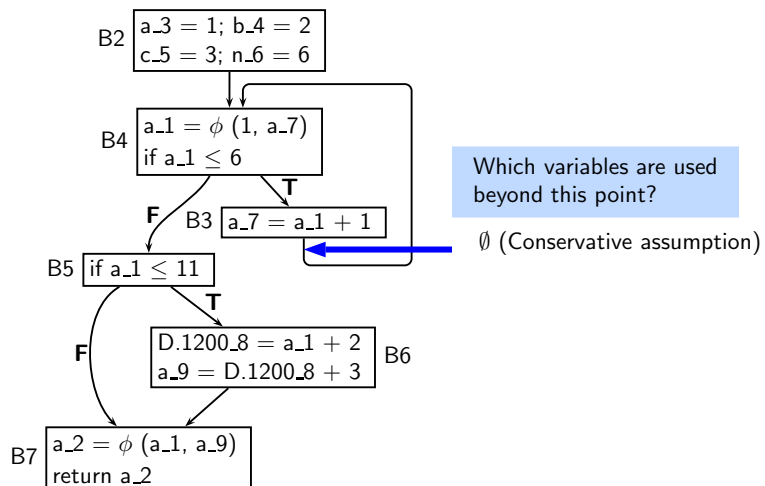 B2
a_3 = 1; b_4 = 2
c_5 = 3; n_6 = 6
B4
a_1 = ϕ (1, a_7)
if a_1 ≤ 6
Which variables are used
beyond this point?
F
T
B3
a_7 = a_1 + 1
∅ (Conservative assumption)
B5
if a_1 ≤ 11
T
F
D.1200_8 = a_1 + 2
a_9 = D.1200_8 + 3
B6
B7
a_2 = ϕ (a_1, a_9)
return a_2